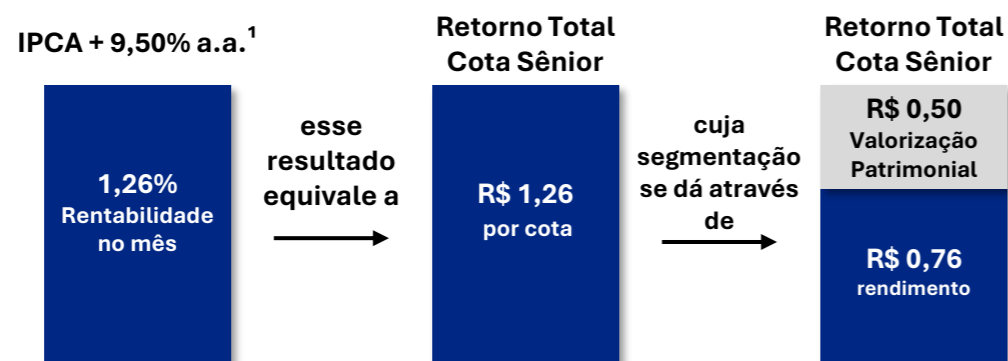 IPCA + 9,50% a.a.¹
1,26%
Rentabilidade
no mês
esse
resultado
equivale a
Retorno Total
Cota Sênior
R$ 1,26
por cota
cuja
segmentação
se dá através
de
Retorno Total
Cota Sênior
R$ 0,50
Valorização
Patrimonial
R$ 0,76
rendimento